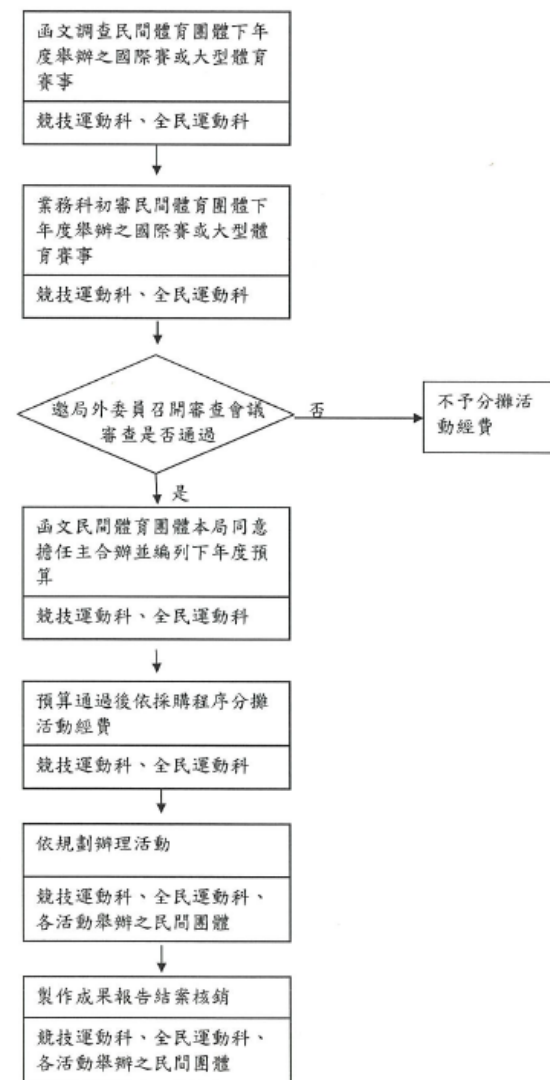 函文調查民間體育團體下年
度舉辦之國際賽或大型體育
賽事
競技運動科、全民運動科
業務科初審民間體育團體下
年度舉辦之國際賽或大型體
育賽事
競技運動科、全民運動科
邀局外委員召開審查會議
審查是否通過
否
不予分攤活
動經費
是
函文民間體育團體本局同意
擔任主合辦並編列下年度預
算
競技運動科、全民運動科
預算通過後依採購程序分攤
活動經費
競技運動科、全民運動科
依規劃辦理活動
競技運動科、全民運動科、
各活動舉辦之民間團體
製作成果報告結案核銷
競技運動科、全民運動科、
各活動舉辦之民間團體